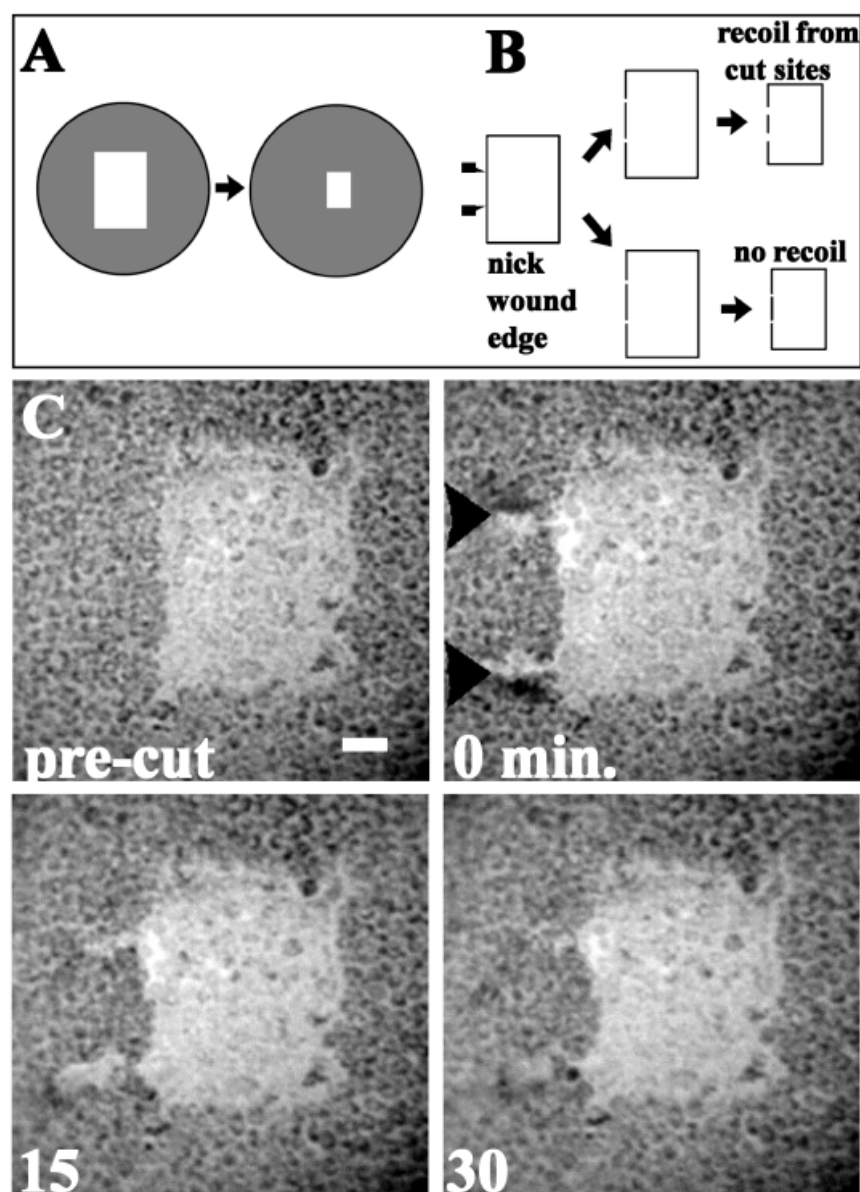 A
B
recoil from
cut sites
nick
wound
edge
no recoil
C
pre-cut
0 min.
15
30